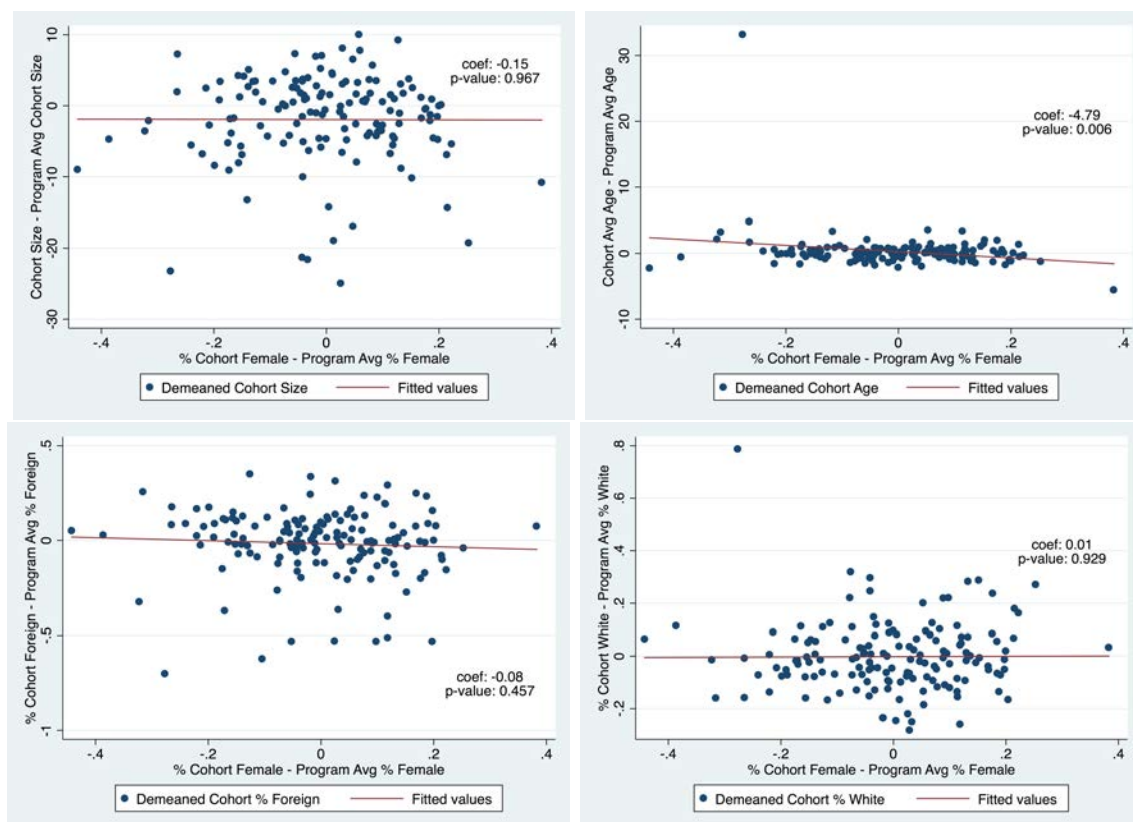 Cohort Size - Program Avg Cohort Size
10
0
-10
-20
-30
coef: -0.15
p-value: 0.967
-.4
-.2
0
.2
.4
% Cohort Female - Program Avg % Female
Demeaned Cohort Size
Fitted values
Cohort Avg Age - Program Avg Age
30
20
10
0
-10
coef: -4.79
p-value: 0.006
-.4
-.2
0
.2
.4
% Cohort Female - Program Avg % Female
Demeaned Cohort Age
Fitted values
% Cohort Foreign - Program Avg % Foreign
.5
0
-.5
-1
coef: -0.08
p-value: 0.457
-.4
-.2
0
.2
.4
% Cohort Female - Program Avg % Female
Demeaned Cohort % Foreign
Fitted values
% Cohort White - Program Avg % White
.8
.6
.4
.2
0
-.2
coef: 0.01
p-value: 0.929
-.4
-.2
0
.2
.4
% Cohort Female - Program Avg % Female
Demeaned Cohort % White
Fitted values